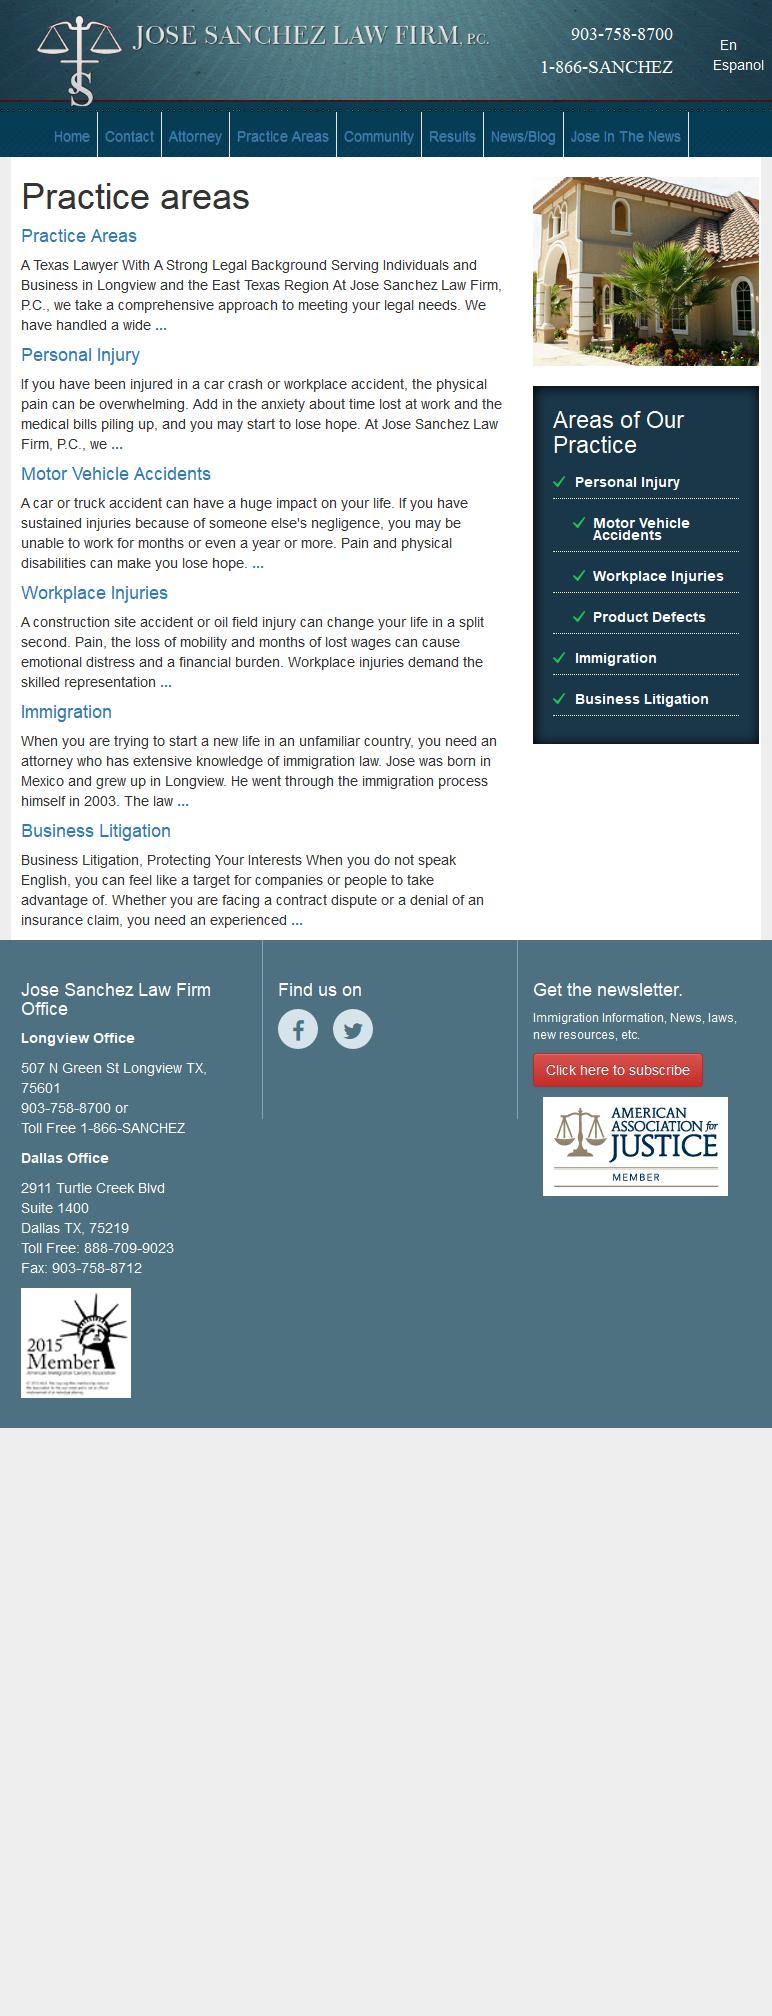 JOSE SANCHEZ LAW FIRM, P.C.
JS
903-758-8700
1-866-SANCHEZ
En
Espanol
Home Contact Attorney Practice Areas Community Results News/Blog Jose In The News
Practice areas
Practice Areas
A Texas Lawyer With A Strong Legal Background Serving Individuals and
Business in Longview and the East Texas Region At Jose Sanchez Law Firm,
P.C., we take a comprehensive approach to meeting your legal needs. We
have handled a wide ...
Personal Injury
If you have been injured in a car crash or workplace accident, the physical
pain can be overwhelming. Add in the anxiety about time lost at work and the
medical bills piling up, and you may start to lose hope. At Jose Sanchez Law
Firm, P.C., we ...
Motor Vehicle Accidents
A car or truck accident can have a huge impact on your life. If you have
sustained injuries because of someone else's negligence, you may be
unable to work for months or even a year or more. Pain and physical
disabilities can make you lose hope. ...
Workplace Injuries
A construction site accident or oil field injury can change your life in a split
second. Pain, the loss of mobility and months of lost wages can cause
emotional distress and a financial burden. Workplace injuries demand the
skilled representation ...
Immigration
When you are trying to start a new life in an unfamiliar country, you need an
attorney who has extensive knowledge of immigration law. Jose was born in
Mexico and grew up in Longview. He went through the immigration process
himself in 2003. The law ...
Business Litigation
Business Litigation, Protecting Your Interests When you do not speak
English, you can feel like a target for companies or people to take
advantage of. Whether you are facing a contract dispute or a denial of an
insurance claim, you need an experienced ...
Areas of Our
Practice
Personal Injury
Motor Vehicle
Accidents
Workplace Injuries
Product Defects
Immigration
Business Litigation
Jose Sanchez Law Firm
Office
Longview Office
507 N Green St Longview TX,
75601
903-758-8700 or
Toll Free 1-866-SANCHEZ
Dallas Office
2911 Turtle Creek Blvd
Suite 1400
Dallas TX, 75219
Toll Free: 888-709-9023
Fax: 903-758-8712
2015
Member
American Immigration Lawyers Association
Find us on
Get the newsletter.
Immigration Information, News, laws,
new resources, etc.
Click here to subscribe
AMERICAN
ASSOCIATION for
JUSTICE
MEMBER